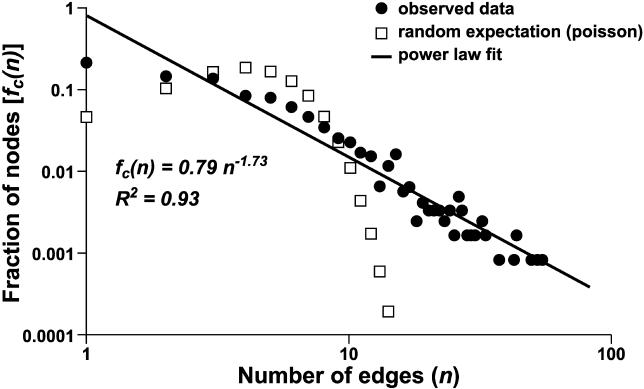 observed data
random expectation (poisson)
power law fit
Fraction of nodes [fc(n)]
1
0.1
0.01
0.001
0.0001
fc(n) = 0.79 n-1.73
R2 = 0.93
1
10
100
Number of edges (n)